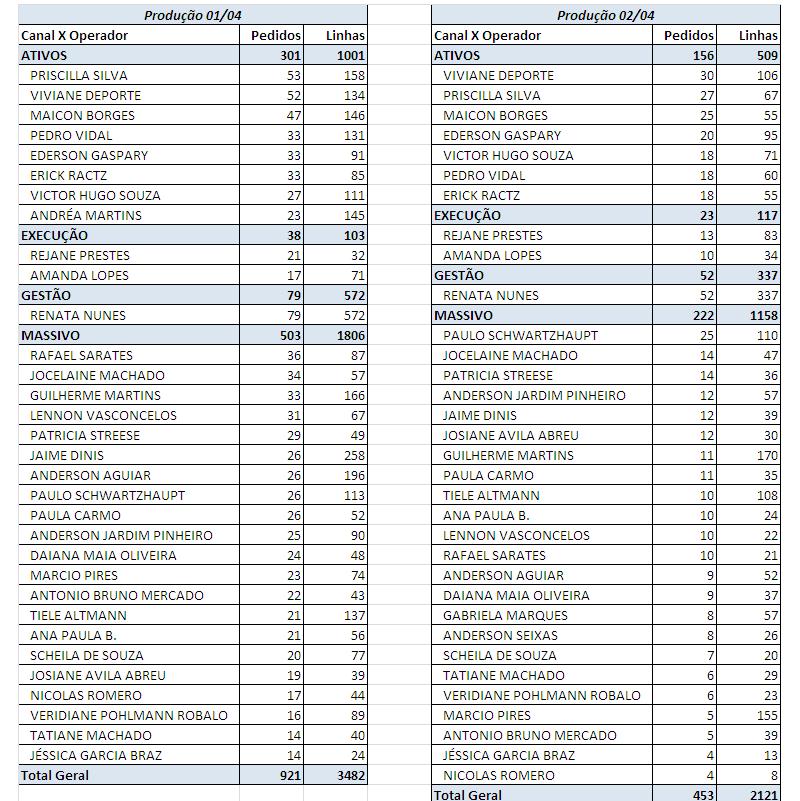 Produção 01/04
Canal X Operador Pedidos Linhas
ATIVOS 301 1001
PRISCILLA SILVA 53 158
VIVIANE DEPORTE 52 134
MAICON BORGES 47 146
PEDRO VIDAL 33 131
EDERSON GASPARY 33 91
ERICK RACTZ 33 85
VICTOR HUGO SOUZA 27 111
ANDRÉA MARTINS 23 145
EXECUÇÃO 38 103
REJANE PRESTES 21 32
AMANDA LOPES 17 71
GESTÃO 79 572
RENATA NUNES 79 572
MASSIVO 503 1806
RAFAEL SARATES 36 87
JOCELAINE MACHADO 34 57
GUILHERME MARTINS 33 166
LENNON VASCONCELOS 31 67
PATRICIA STREESE 29 49
JAIME DINIS 26 258
ANDERSON AGUIAR 26 196
PAULO SCHWARTZHAUPT 26 113
PAULA CARMO 26 52
ANDERSON JARDIM PINHEIRO 25 90
DAIANA MAIA OLIVEIRA 24 48
MARCIO PIRES 23 74
ANTONIO BRUNO MERCADO 22 43
TIELE ALTMANN 21 137
ANA PAULA B. 21 56
SCHEILA DE SOUZA 20 77
JOSIANE AVILA ABREU 19 39
NICOLAS ROMERO 17 44
VERIDIANE POHLMANN ROBALO 16 89
TATIANE MACHADO 14 40
JÉSSICA GARCIA BRAZ 14 24
Total Geral 921 3482
Produção 02/04
Canal X Operador Pedidos Linhas
ATIVOS 156 509
VIVIANE DEPORTE 30 106
PRISCILLA SILVA 27 67
MAICON BORGES 25 55
EDERSON GASPARY 20 95
VICTOR HUGO SOUZA 18 71
PEDRO VIDAL 18 60
ERICK RACTZ 18 55
EXECUÇÃO 23 117
REJANE PRESTES 13 83
AMANDA LOPES 10 34
GESTÃO 52 337
RENATA NUNES 52 337
MASSIVO 222 1158
PAULO SCHWARTZHAUPT 25 110
JOCELAINE MACHADO 14 47
PATRICIA STREESE 14 36
ANDERSON JARDIM PINHEIRO 12 57
JAIME DINIS 12 39
JOSIANE AVILA ABREU 12 30
GUILHERME MARTINS 11 170
PAULA CARMO 11 35
TIELE ALTMANN 10 108
ANA PAULA B. 10 24
LENNON VASCONCELOS 10 22
RAFAEL SARATES 10 21
ANDERSON AGUIAR 9 52
DAIANA MAIA OLIVEIRA 9 37
GABRIELA MARQUES 8 57
ANDERSON SEIXAS 8 26
SCHEILA DE SOUZA 7 20
TATIANE MACHADO 6 29
VERIDIANE POHLMANN ROBALO 6 23
MARCIO PIRES 5 155
ANTONIO BRUNO MERCADO 5 39
JÉSSICA GARCIA BRAZ 4 13
NICOLAS ROMERO 4 8
Total Geral 453 2121